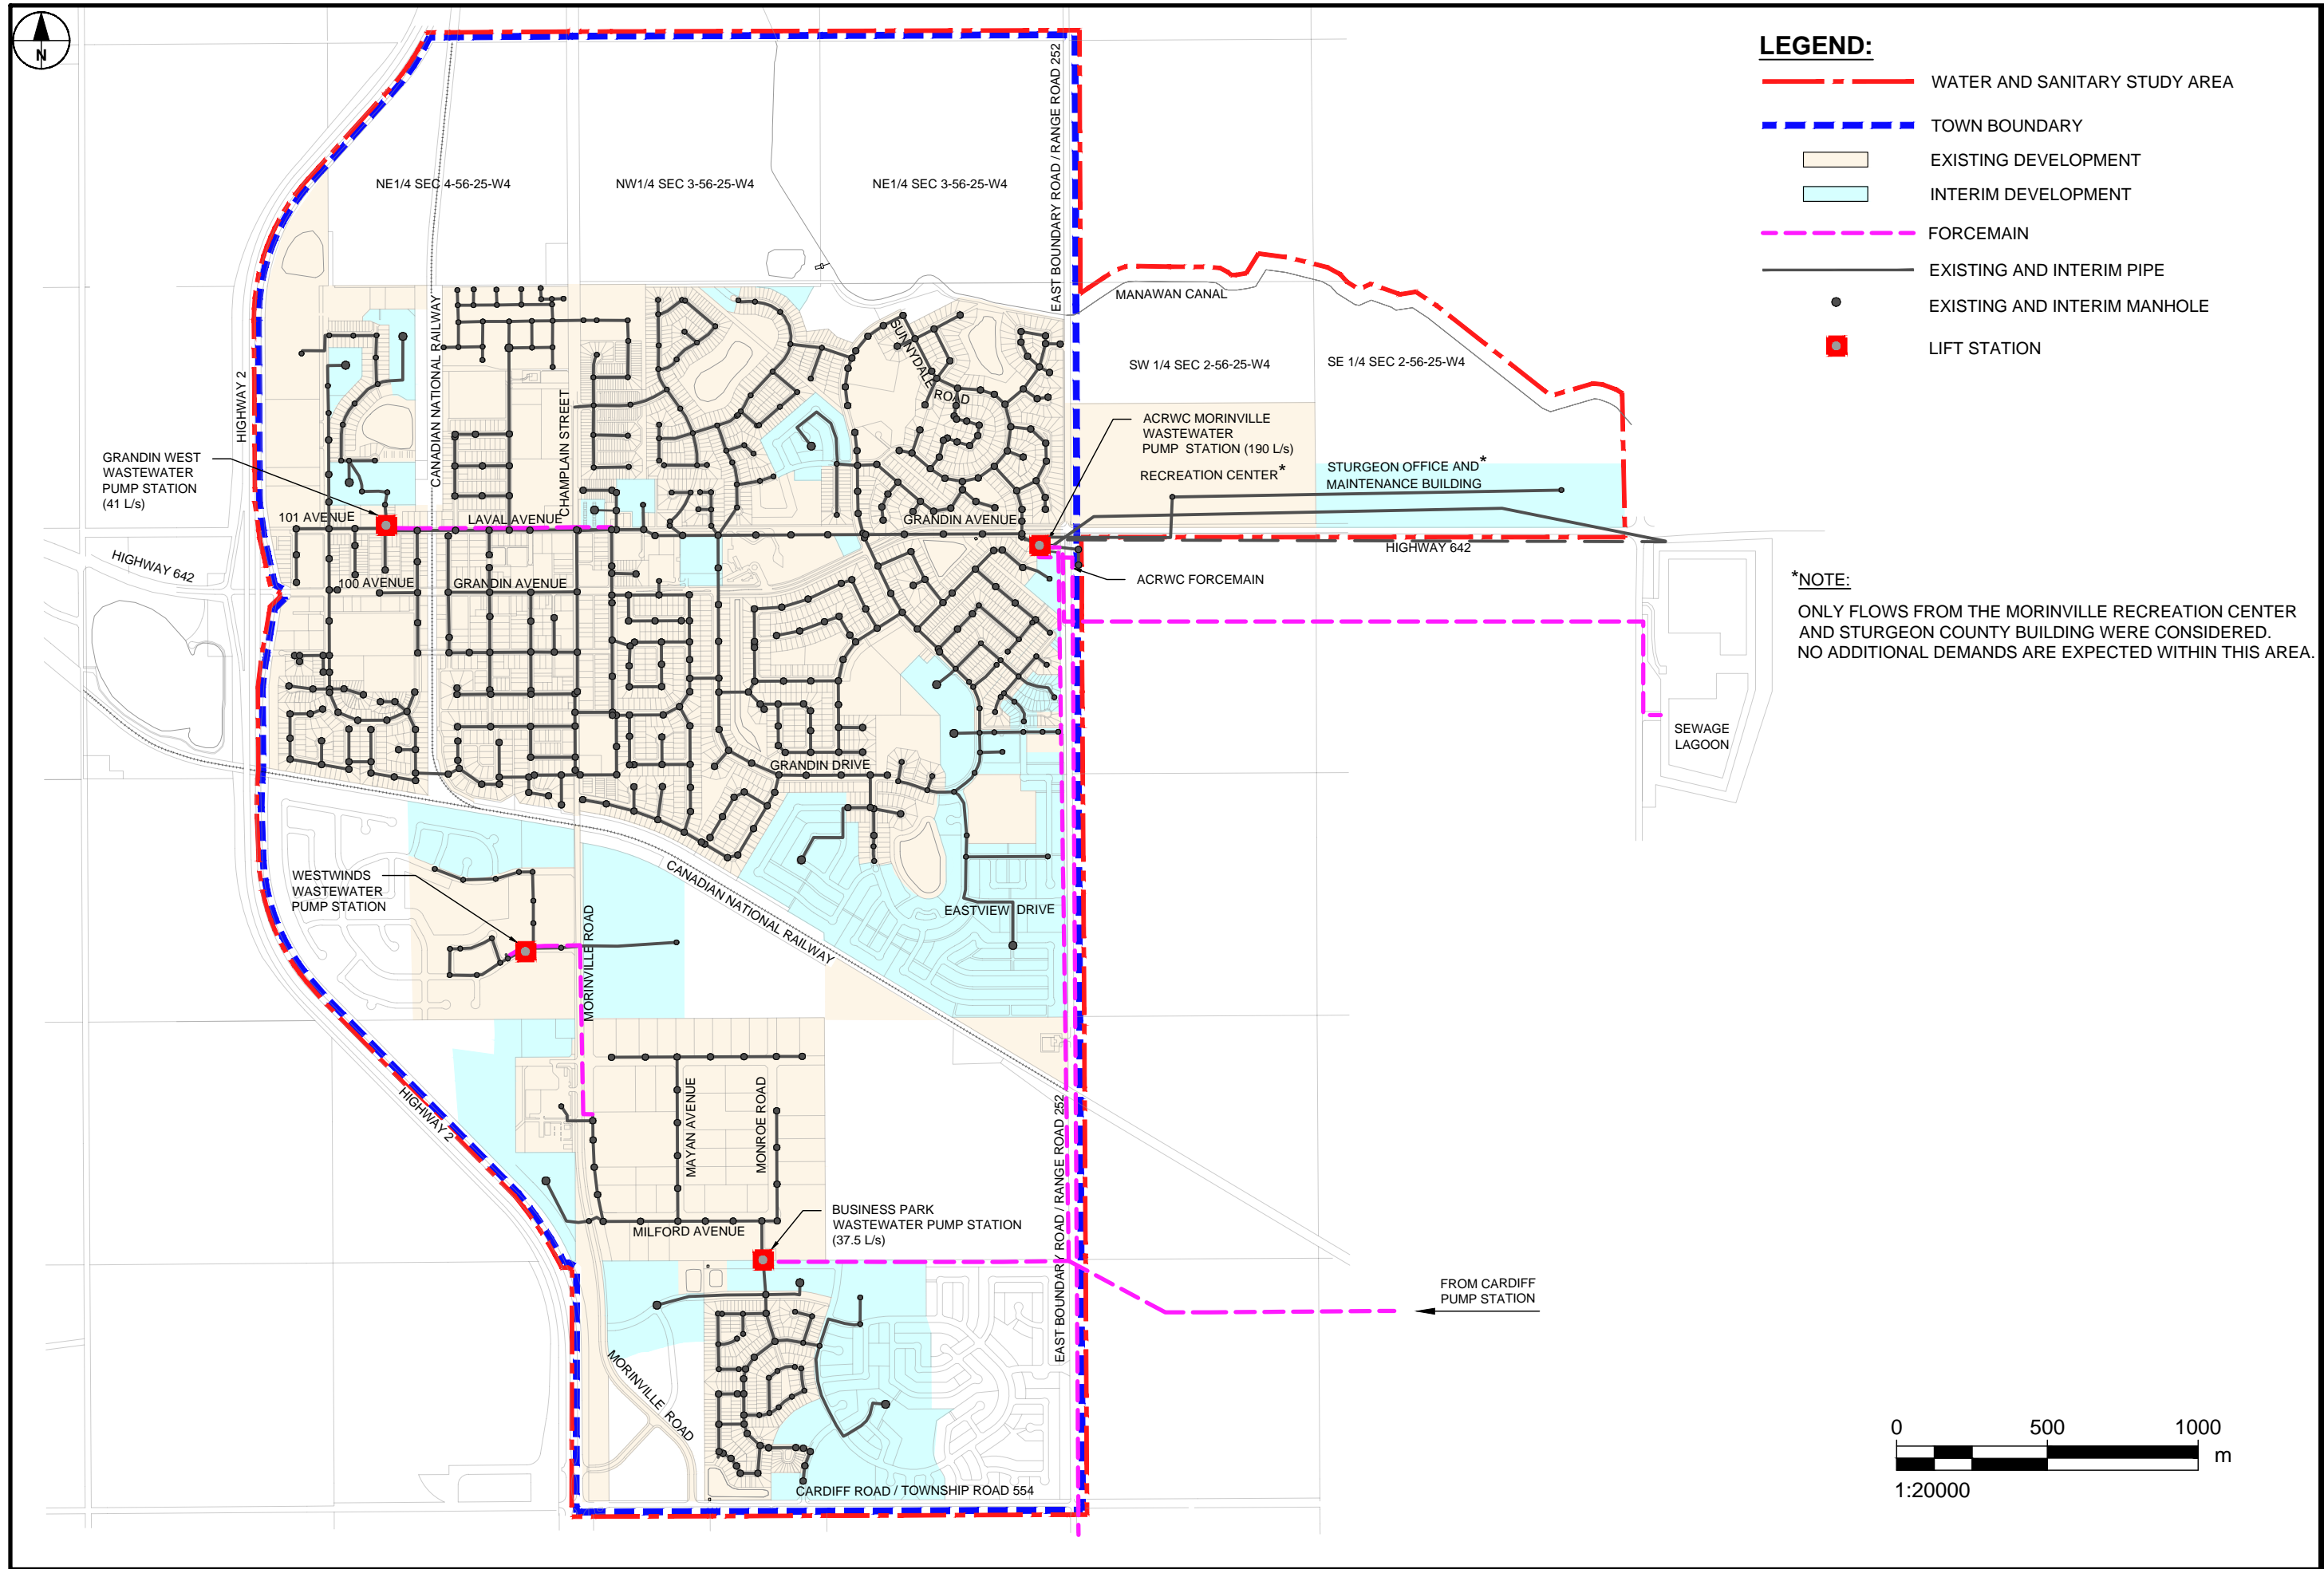 N
LEGEND:
WATER AND SANITARY STUDY AREA
TOWN BOUNDARY
EXISTING DEVELOPMENT
INTERIM DEVELOPMENT
FORCEMAIN
EXISTING AND INTERIM PIPE
EXISTING AND INTERIM MANHOLE
LIFT STATION
NE1/4 SEC 4-56-25-W4
NW1/4 SEC 3-56-25-W4
NE1/4 SEC 3-56-25-W4
EAST BOUNDARY ROAD / RANGE ROAD 252
MANAWAN CANAL
SW 1/4 SEC 2-56-25-W4
SE 1/4 SEC 2-56-25-W4
HIGHWAY 2
CANADIAN NATIONAL RAILWAY
CHAMPLAIN STREET
SUNNYDALE
ROAD
ACRWC MORINVILLE
WASTEWATER
PUMP STATION (190 L/s)
RECREATION CENTER*
STURGEON OFFICE AND*
MAINTENANCE BUILDING
GRANDIN WEST
WASTEWATER
PUMP STATION
(41 L/s)
101 AVENUE
LAVAL AVENUE
GRANDIN AVENUE
HIGHWAY 642
HIGHWAY 642
100 AVENUE
GRANDIN AVENUE
ACRWC FORCEMAIN
*NOTE:
ONLY FLOWS FROM THE MORINVILLE RECREATION CENTER
AND STURGEON COUNTY BUILDING WERE CONSIDERED.
NO ADDITIONAL DEMANDS ARE EXPECTED WITHIN THIS AREA.
SEWAGE
LAGOON
GRANDIN DRIVE
WESTWINDS
WASTEWATER
PUMP STATION
MORINVILLE ROAD
CANADIAN NATIONAL RAILWAY
EASTVIEW DRIVE
HIGHWAY 2
MAYAN AVENUE
MONROE ROAD
MILFORD AVENUE
BUSINESS PARK
WASTEWATER PUMP STATION
(37.5 L/s)
EAST BOUNDARY ROAD / RANGE ROAD 252
FROM CARDIFF
PUMP STATION
MORINVILLE ROAD
CARDIFF ROAD / TOWNSHIP ROAD 554
0 500 1000
m
1:20000